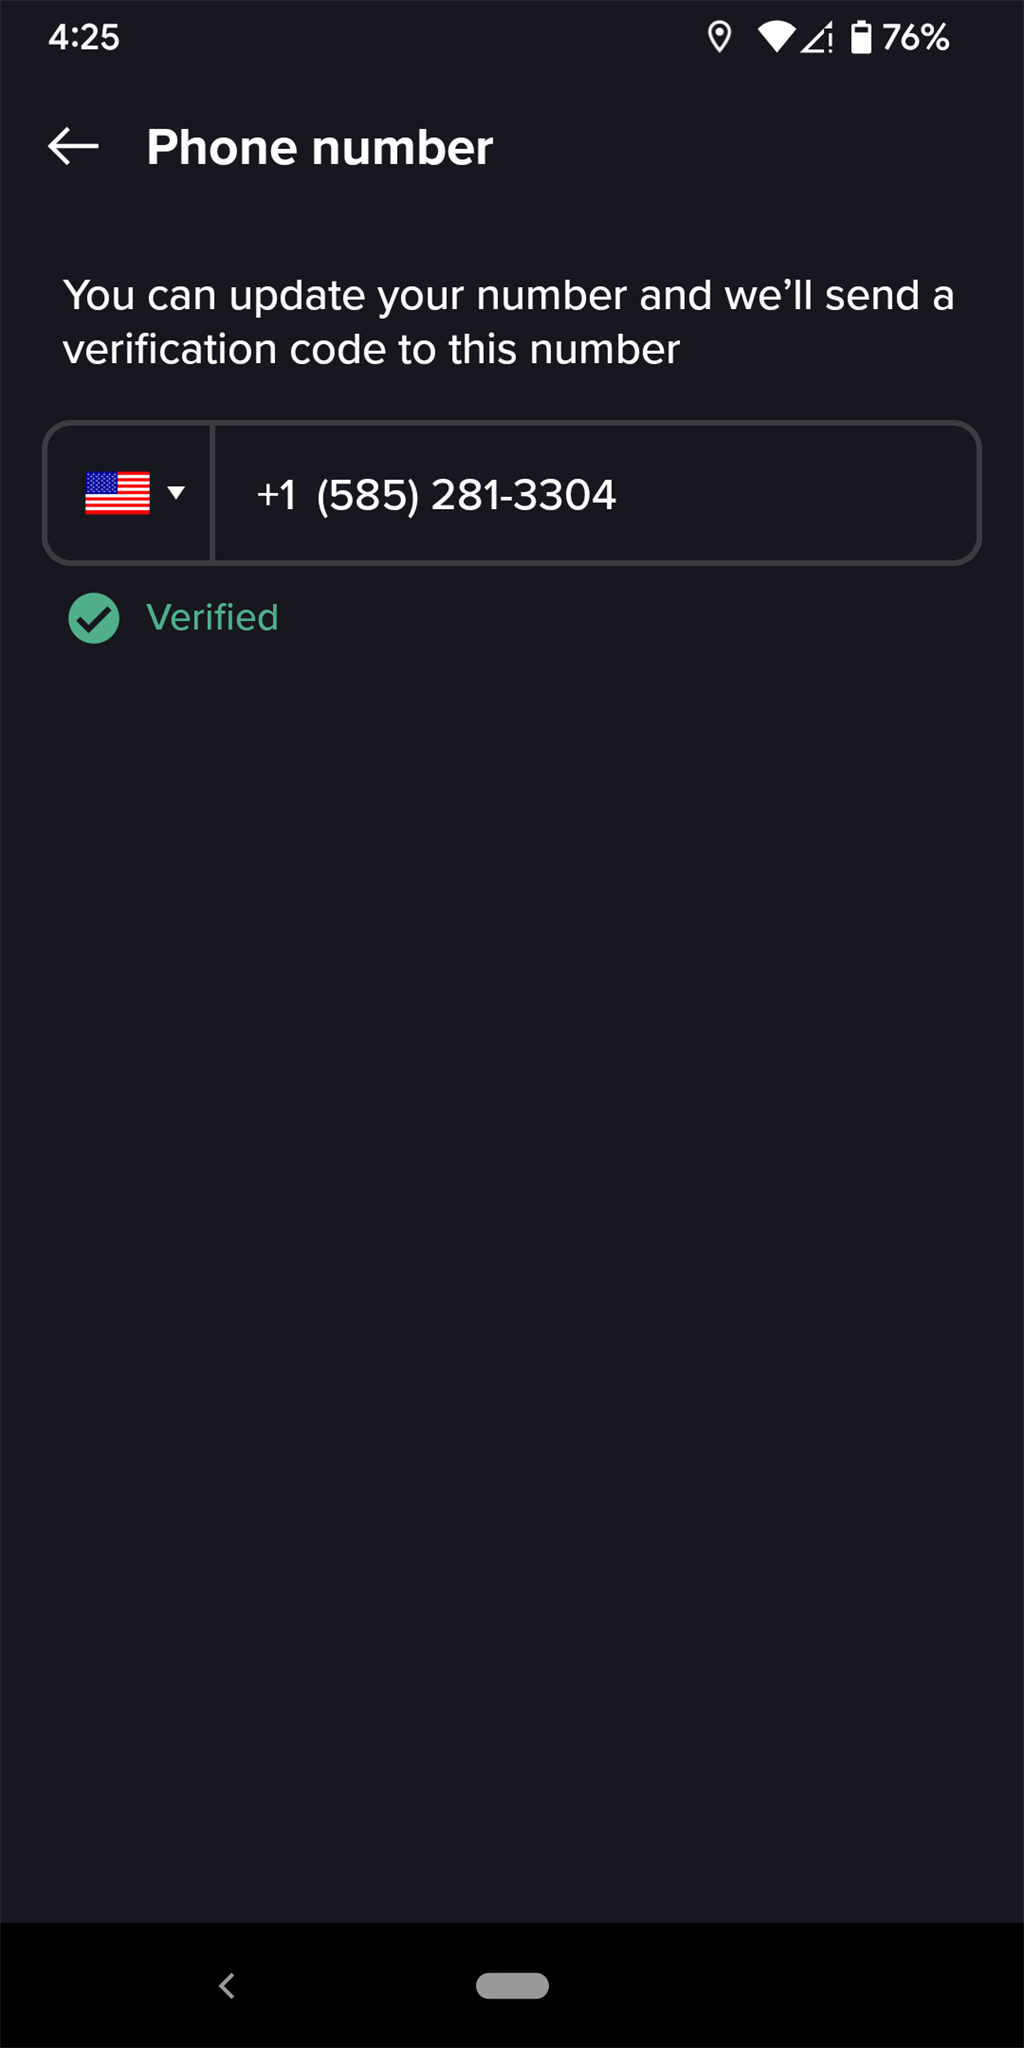 4:25
76%
Phone number
You can update your number and we’ll send a
verification code to this number
+1 (585) 281-3304
Verified